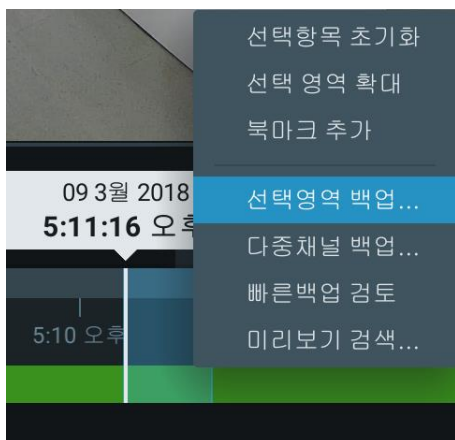 선택항목 초기화
선택 영역 확대
북마크 추가
09 3월 2018
선택영역 백업...
5:11:16 오후
다중채널 백업...
빠른백업 검토
5:10 오후
미리보기 검색...